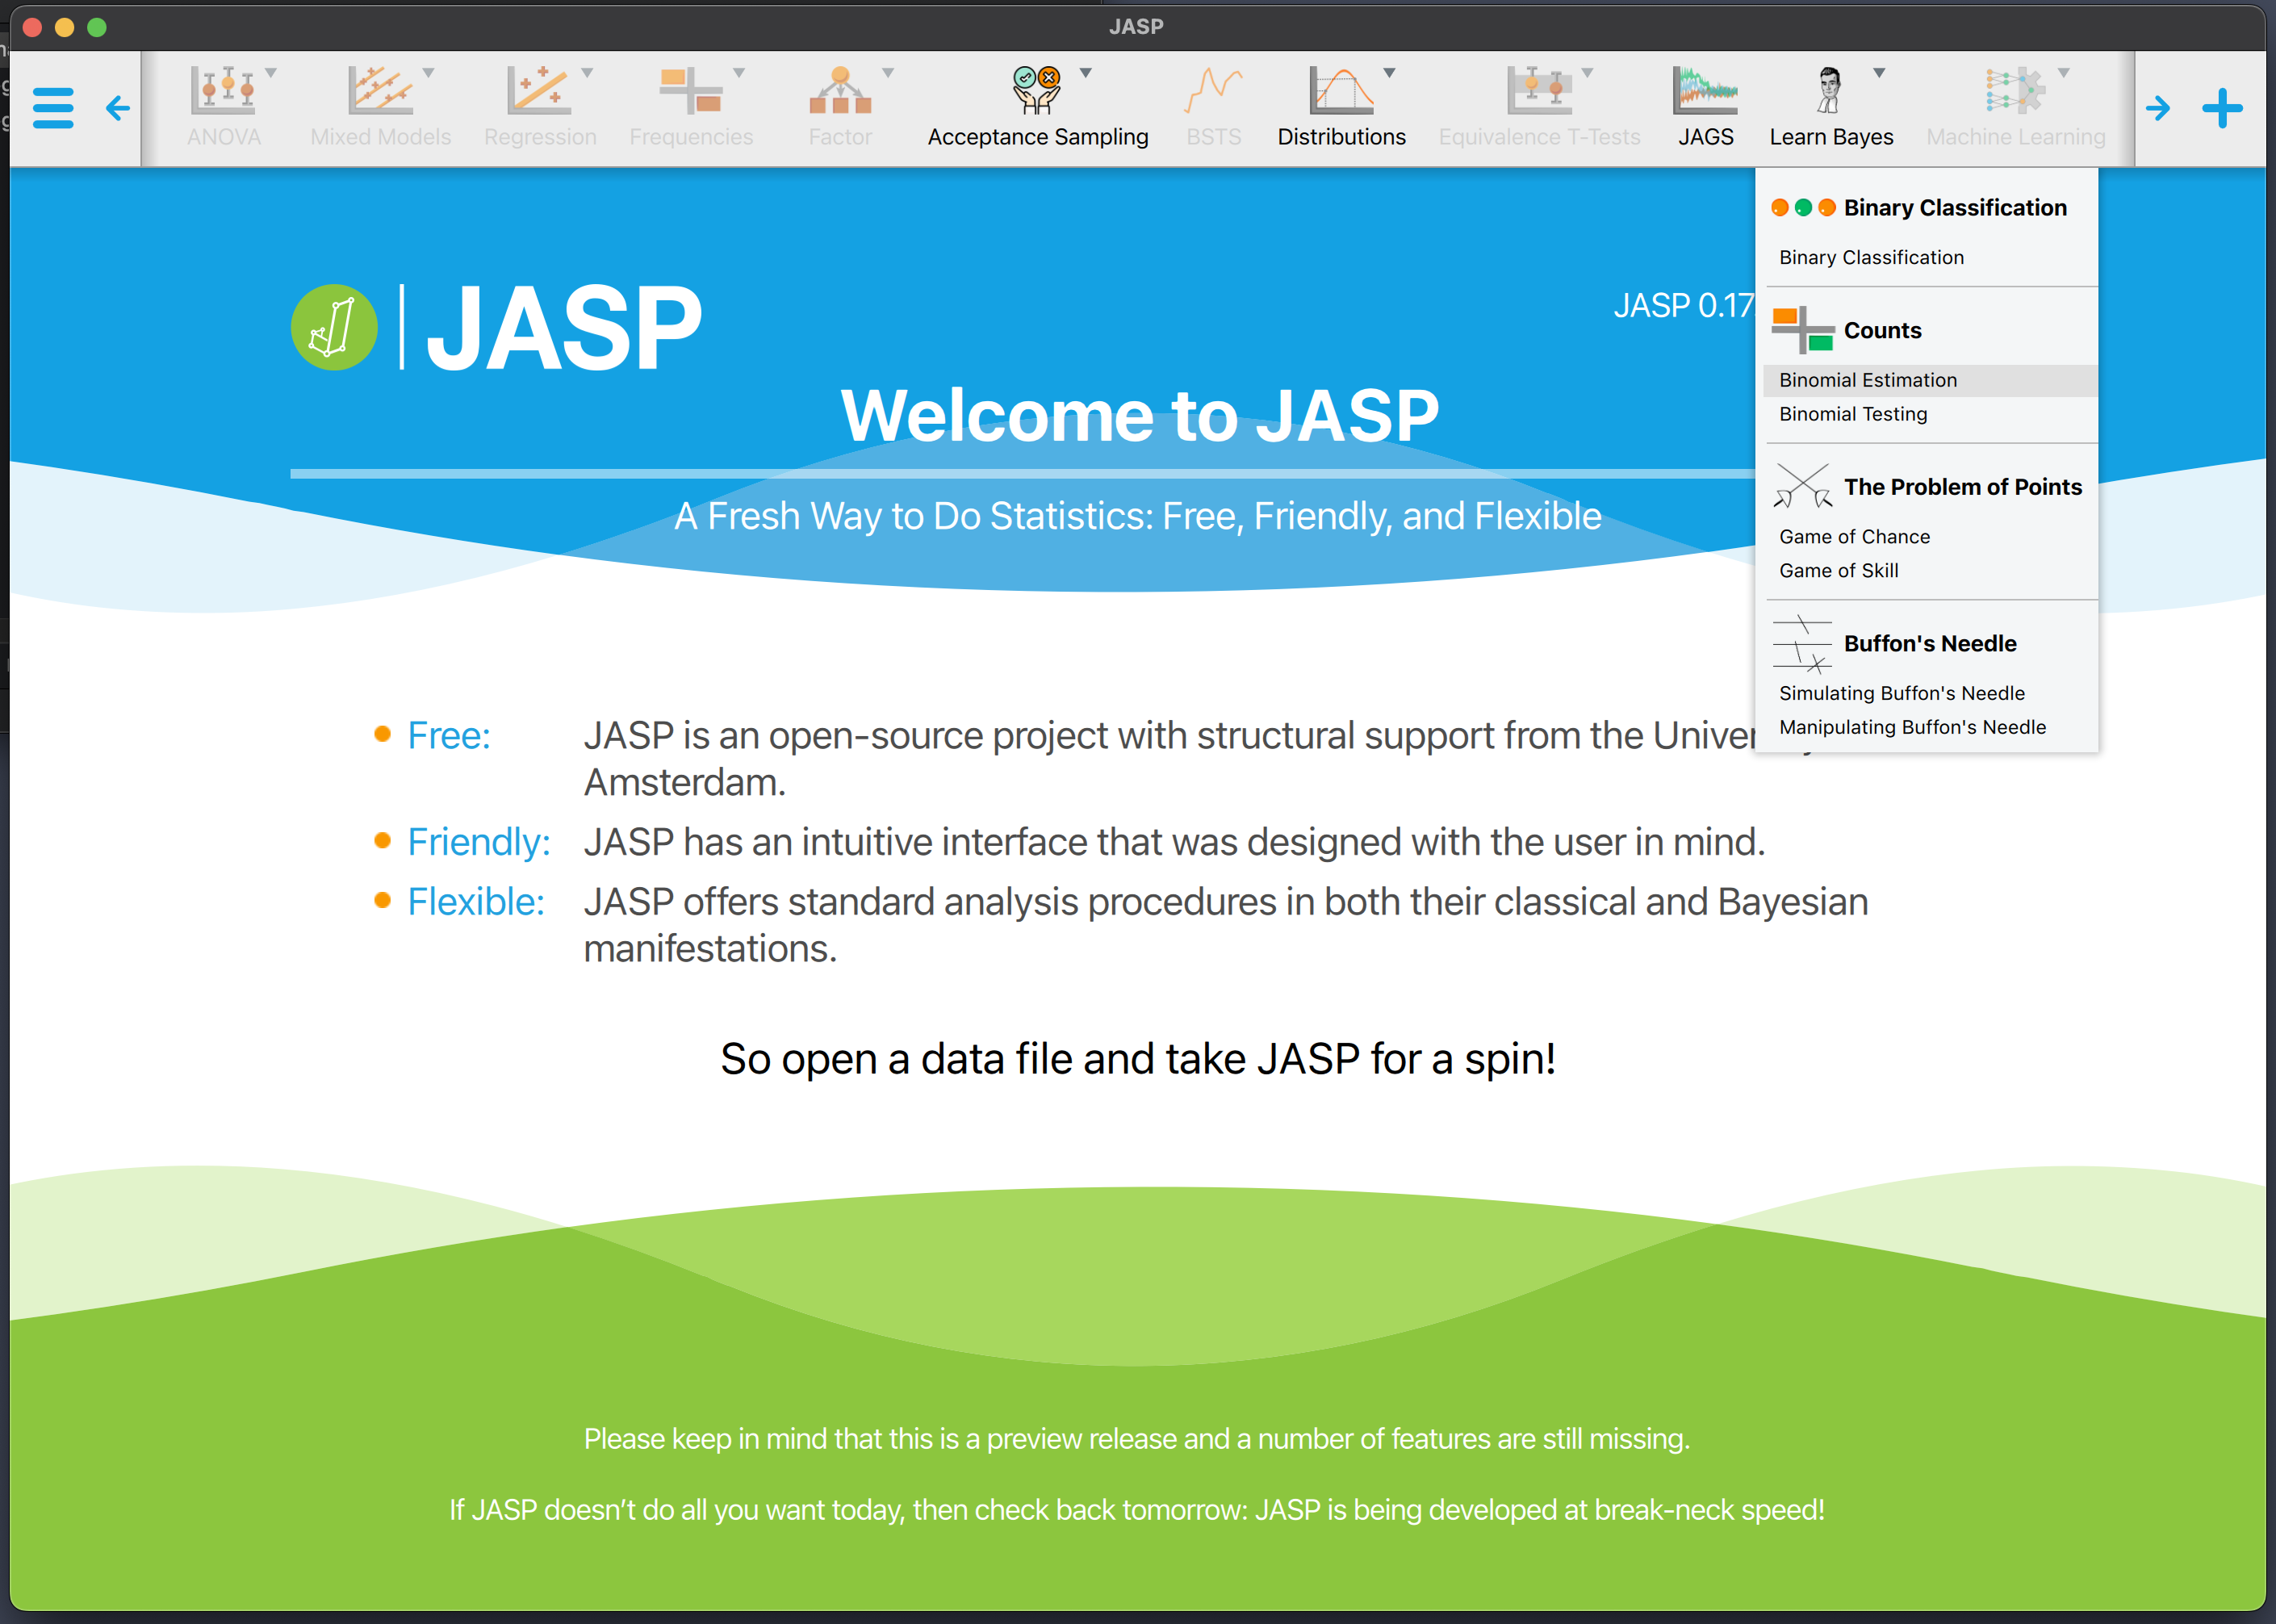 JASP
ANOVA
Mixed Models
Regression
Frequencies
Factor
Acceptance Sampling
BSTS
Distributions
Equivalence T-Tests
JAGS
Learn Bayes
Machine Learning
Binary Classification
Binary Classification
Counts
Binomial Estimation
Binomial Testing
The Problem of Points
Game of Chance
Game of Skill
Buffon's Needle
Simulating Buffon's Needle
Manipulating Buffon's Needle
JASP
JASP 0.17
Welcome to JASP
A Fresh Way to Do Statistics: Free, Friendly, and Flexible
Free: JASP is an open-source project with structural support from the
Amsterdam.
Friendly: JASP has an intuitive interface that was designed with the user in mind.
Flexible: JASP offers standard analysis procedures in both their classical and Bayesian
manifestations.
So open a data file and take JASP for a spin!
Please keep in mind that this is a preview release and a number of features are still missing.
If JASP doesn’t do all you want today, then check back tomorrow: JASP is being developed at break-neck speed!